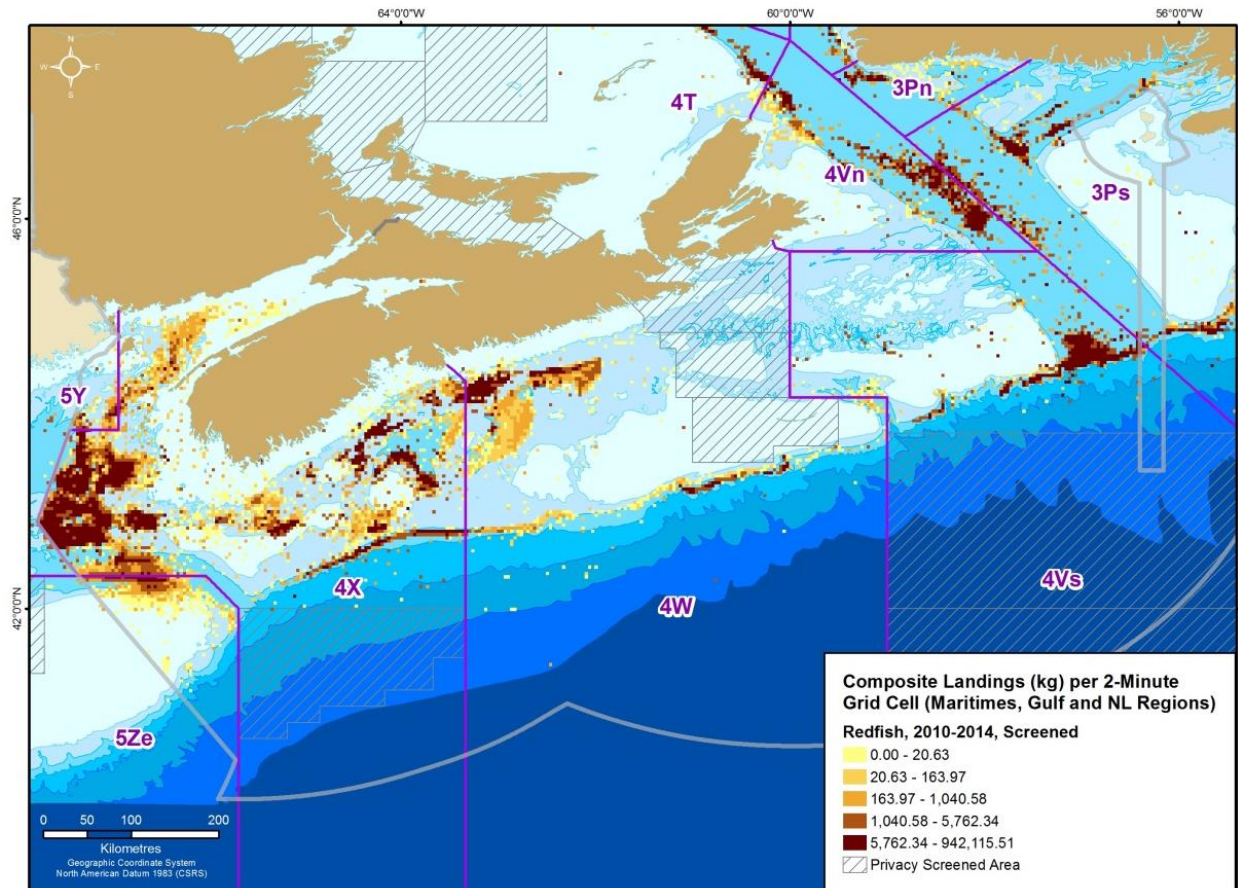 64°0'0"W
60°0'0"W
56°0'0"W
N
W
E
S
3Pn
4T
4Vn
3Ps
46°0'0"N
5Y
42°0'0"N
4X
4W
4Vs
5Ze
Composite Landings (kg) per 2-Minute
Grid Cell (Maritimes, Gulf and NL Regions)
Redfish, 2010-2014, Screened
0.00 - 20.63
20.63 - 163.97
163.97 - 1,040.58
1,040.58 - 5,762.34
5,762.34 - 942,115.51
Privacy Screened Area
0 50 100 200
Kilometres
Geographic Coordinate System
North American Datum 1983 (CSRS)